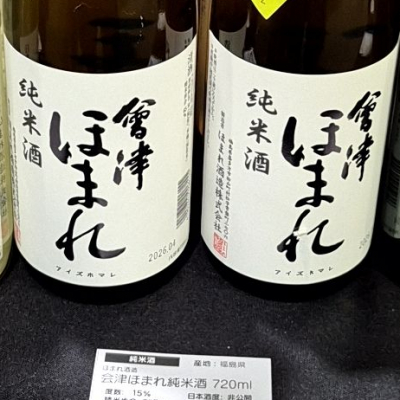 會津
ほまれ
純米酒
アイズホマレ
2026.04
會津
ほまれ
純米酒
ほまれ酒造株式会社
アイズホマレ
純米酒
産地：福島県
ほまれ酒造
会津ほまれ純米酒 720ml
度数： 15%
日本酒度：非公開